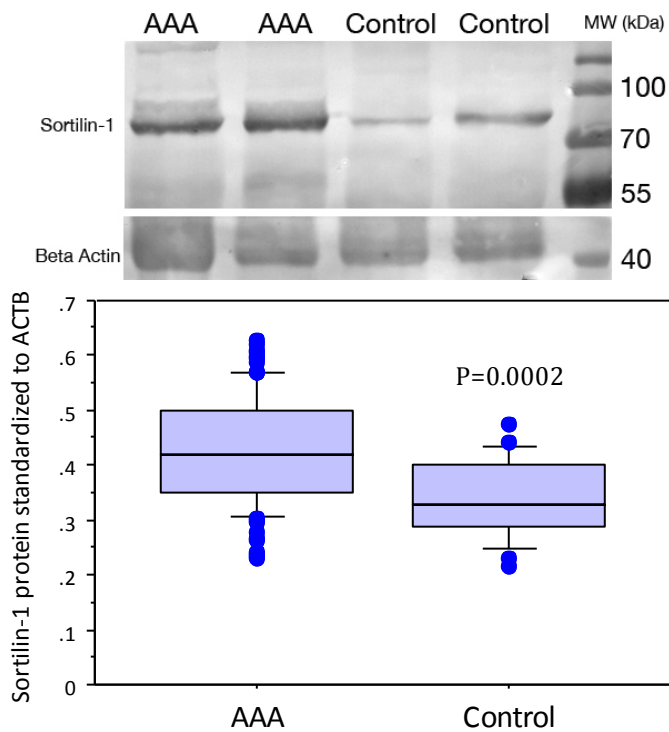 AAA AAA Control Control MW (kDa)
100
Sortilin-1
70
55
Beta Actin
40
Sortilin-1 protein standardized to ACTB
.7
.6
P=0.0002
.5
.4
.3
.2
.1
0
AAA Control